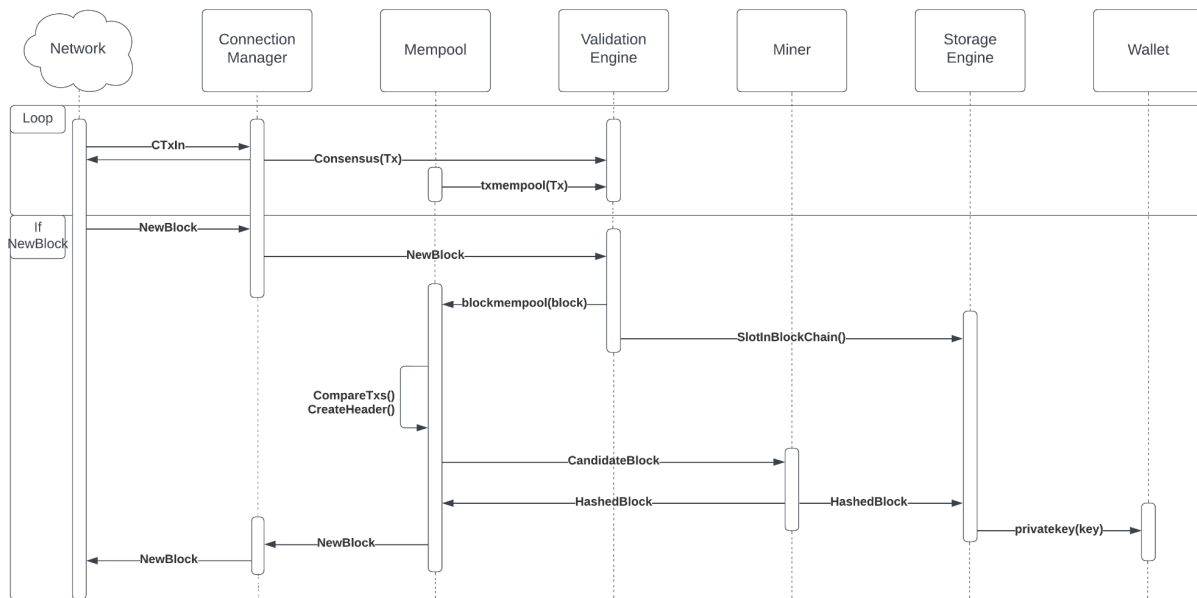 Network
Connection
Manager
Mempool
Validation
Engine
Miner
Storage
Engine
Wallet
Loop
CTxIn
Consensus(Tx)
txmempool(Tx)
If
NewBlock
NewBlock
NewBlock
blockmempool(block)
SlotInBlockChain()
CompareTxs()
CreateHeader()
CandidateBlock
HashedBlock
HashedBlock
privatekey(key)
NewBlock
NewBlock